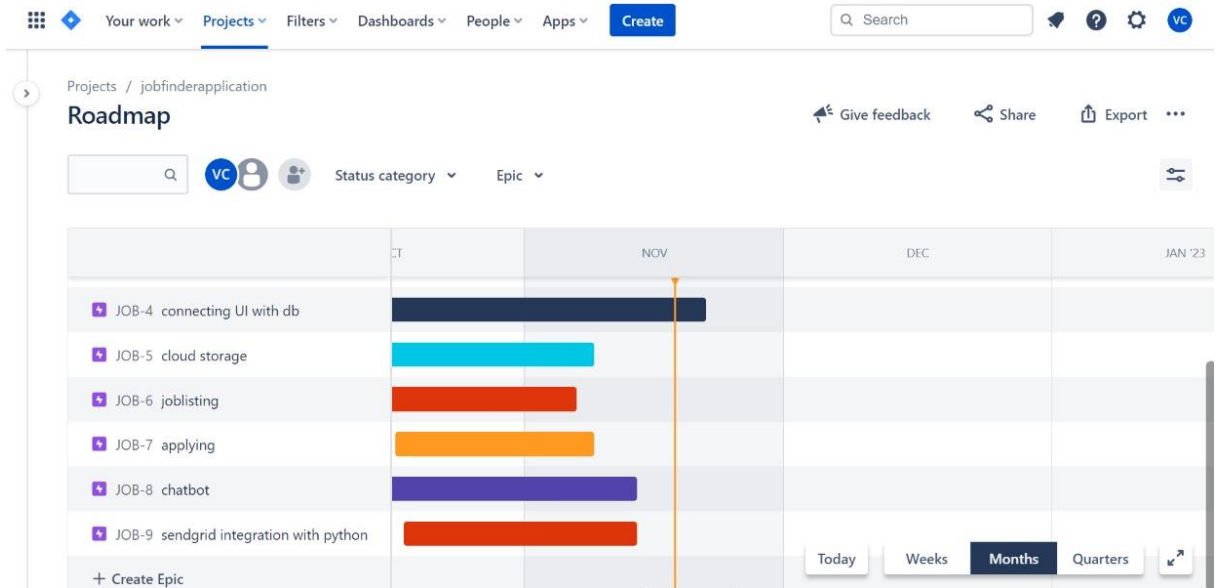 Your work Projects Filters Dashboards People Apps Create Search VC
Projects / jobfinderapplication
Roadmap
Give feedback Share Export
VC Status category Epic
CT NOV DEC JAN '23
JOB-4 connecting UI with db
JOB-5 cloud storage
JOB-6 joblisting
JOB-7 applying
JOB-8 chatbot
JOB-9 sendgrid integration with python
Today Weeks Months Quarters
+ Create Epic